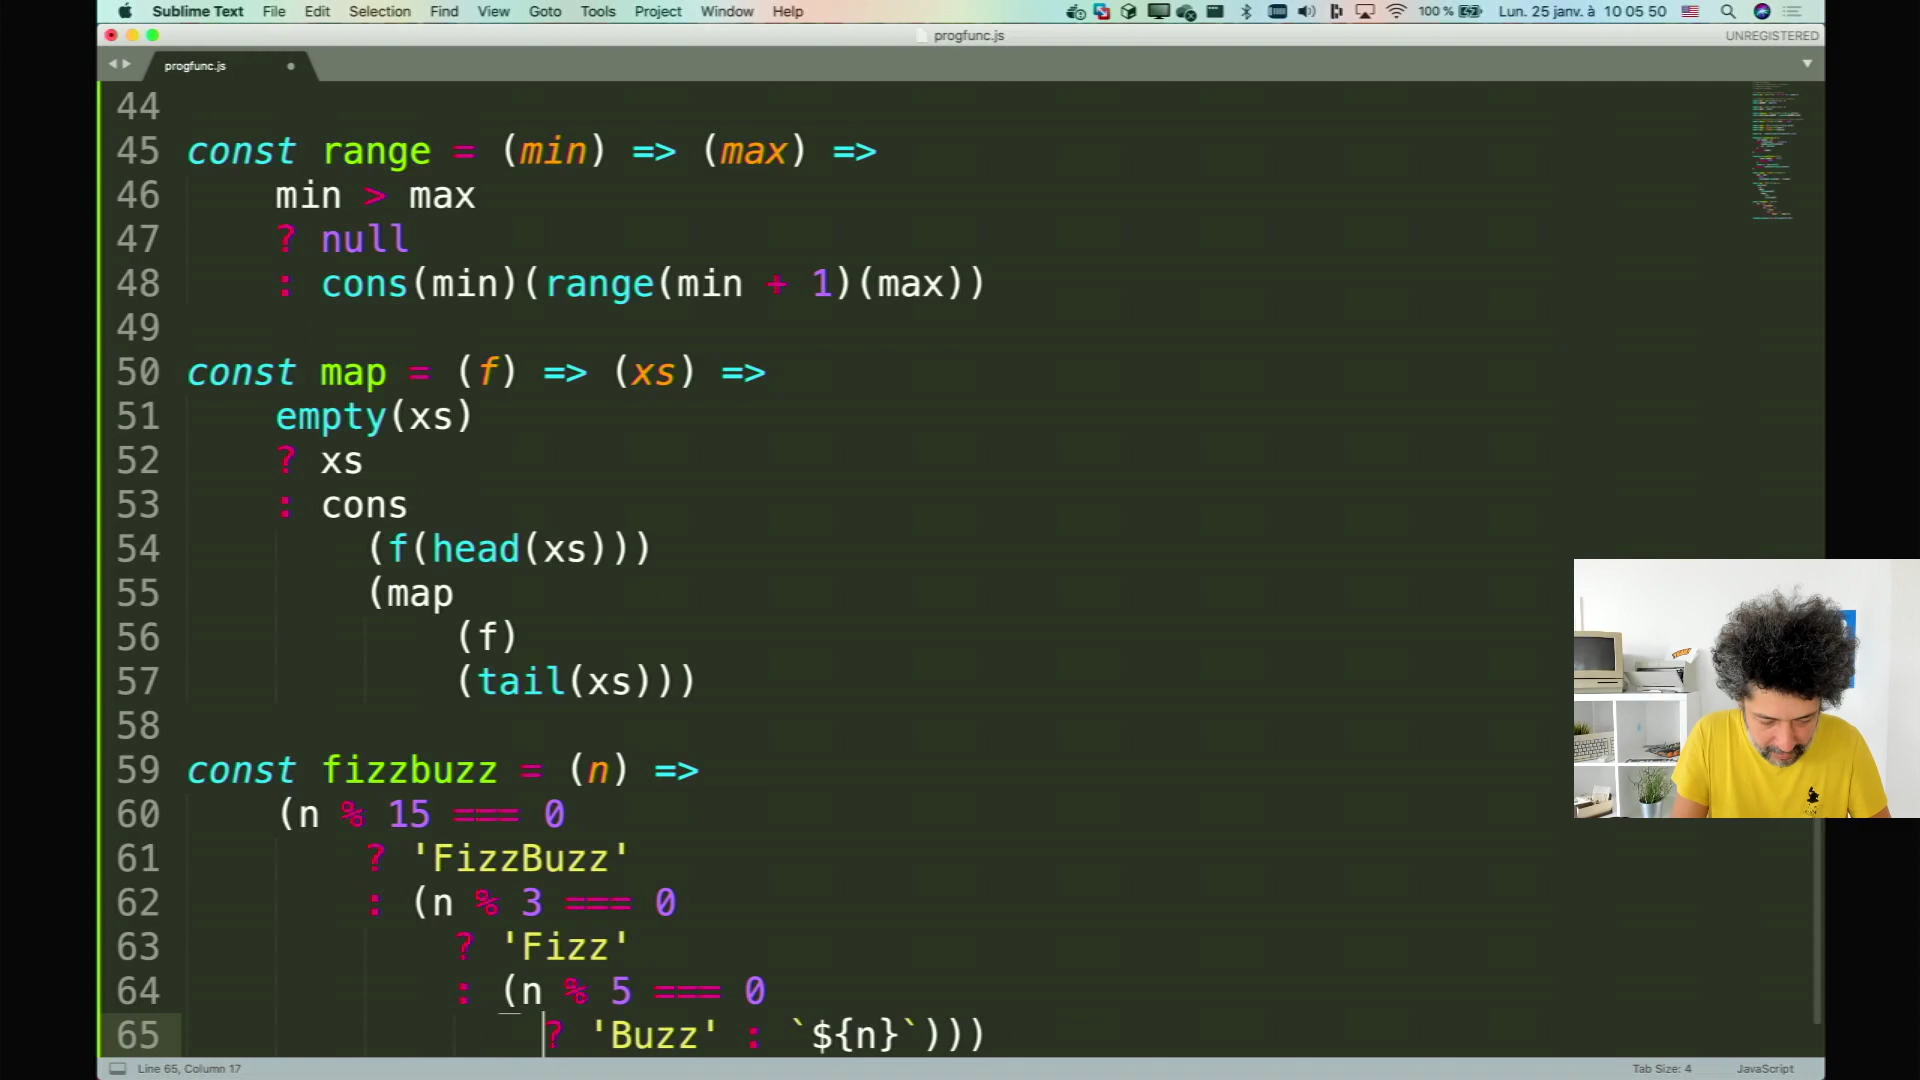 Sublime Text File Edit Selection Find View Goto Tools Project Window Help 100 % Lun. 25 janv. à 10 05 50
progfunc.js UNREGISTERED
progfunc.js
44
45 const range = (min) => (max) =>
46 min > max
47 ? null
48 : cons(min)(range(min + 1)(max))
49
50 const map = (f) => (xs) =>
51 empty(xs)
52 ? xs
53 : cons
54 (f(head(xs)))
55 (map
56 (f)
57 (tail(xs)))
58
59 const fizzbuzz = (n) =>
60 (n % 15 === 0
61 ? 'FizzBuzz'
62 : (n % 3 === 0
63 ? 'Fizz'
64 : (n % 5 === 0
65 ? 'Buzz' : `${n}`)))
Line 65, Column 17 Tab Size: 4 JavaScript